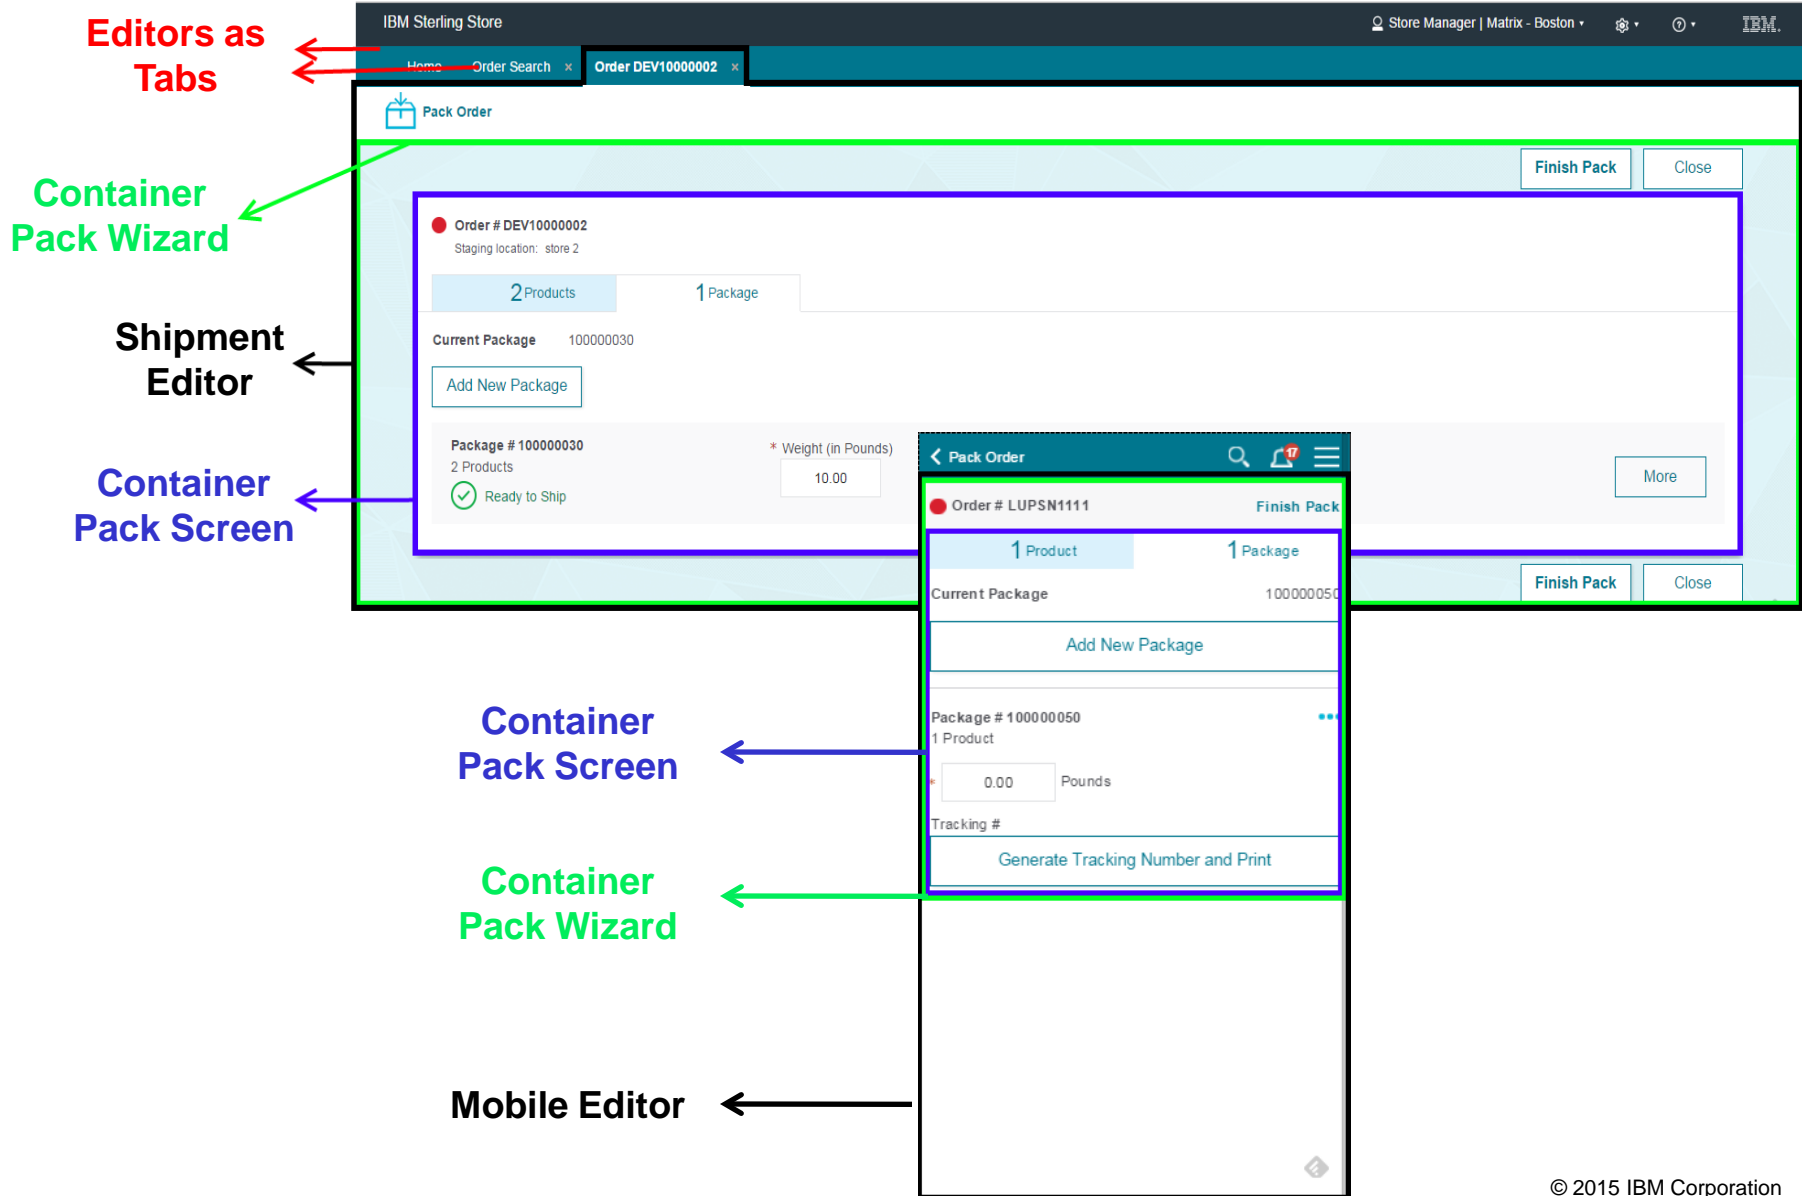 IBM Sterling Store
Store Manager | Matrix - Boston
IBM.
Editors as
Tabs
Home
Order Search ×
Order DEV10000002 ×
Pack Order
Container
Pack Wizard
Finish Pack
Close
Order # DEV10000002
Staging location: store 2
2 Products
1 Package
Shipment
Editor
Current Package 100000030
Add New Package
Container
Pack Screen
Package # 100000030
2 Products
Ready to Ship
* Weight (in Pounds)
10.00
More
Finish Pack
Close
Pack Order
17
Order # LUPSN1111
Finish Pack
1 Product
1 Package
Current Package
100000050
Add New Package
Container
Pack Screen
Package # 100000050
1 Product
* 0.00 Pounds
Tracking #
Generate Tracking Number and Print
Container
Pack Wizard
Mobile Editor
© 2015 IBM Corporation